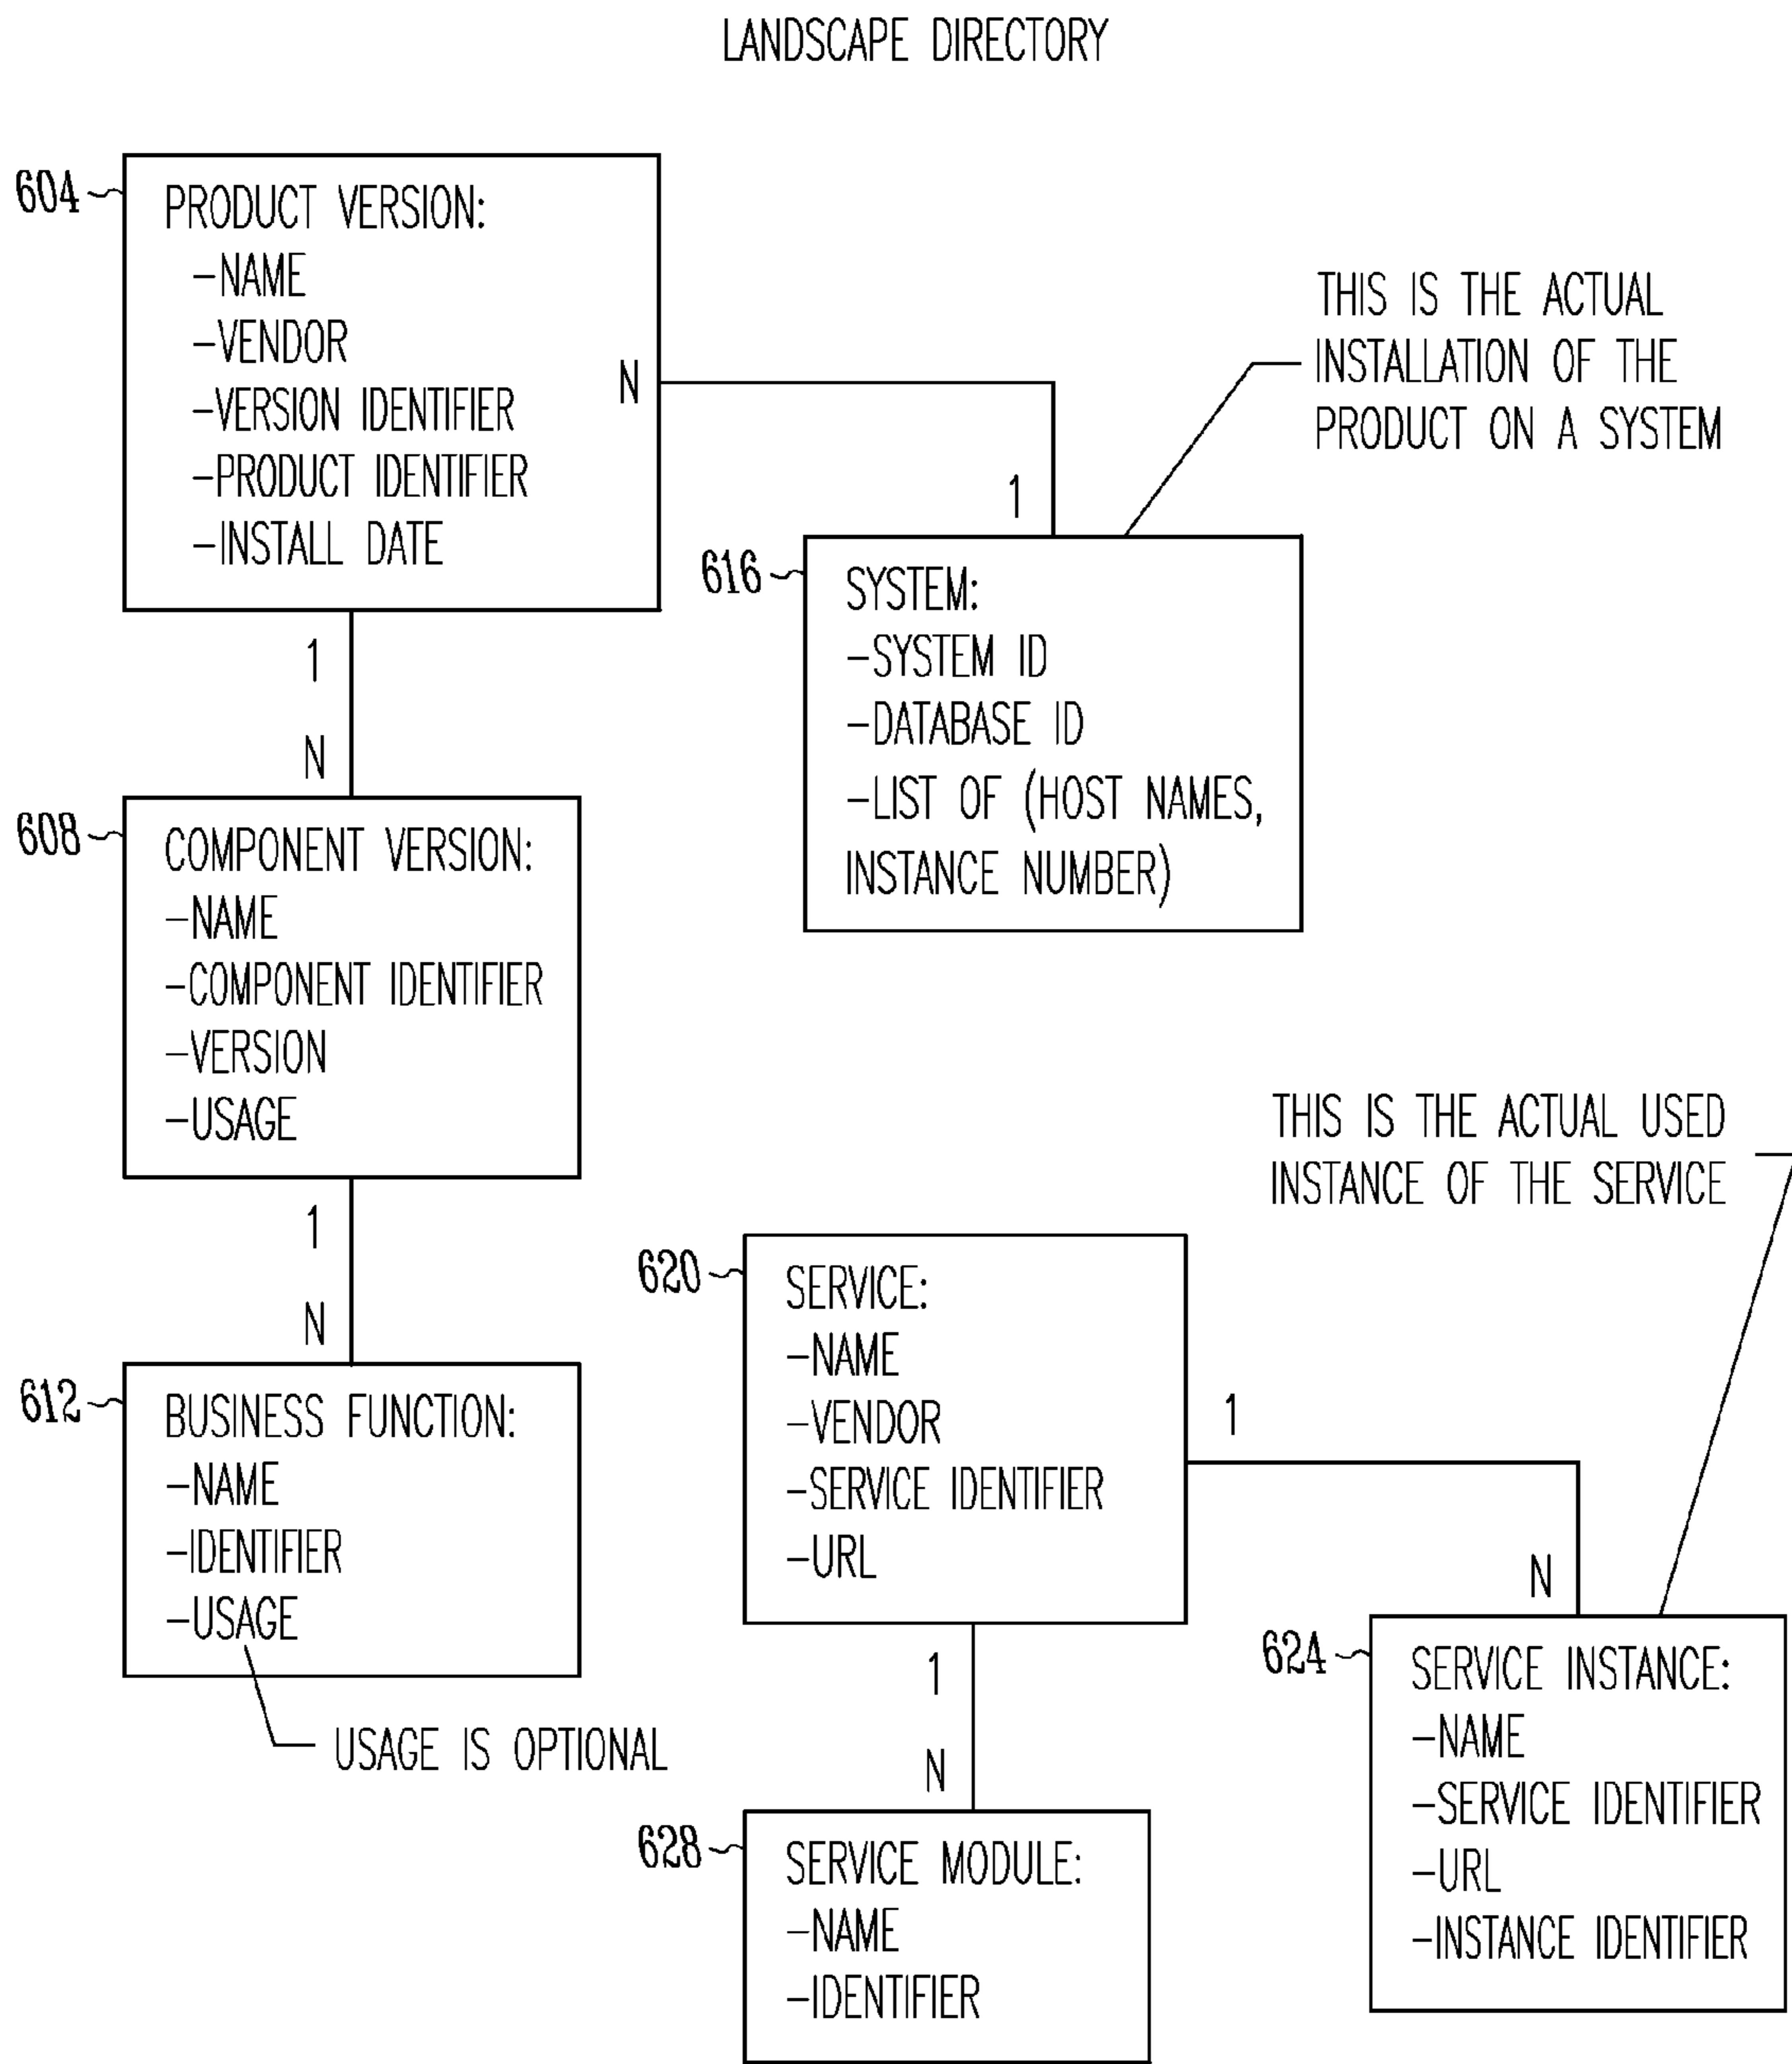 LANDSCAPE DIRECTORY
604
PRODUCT VERSION:
-NAME
-VENDOR
-VERSION IDENTIFIER
-PRODUCT IDENTIFIER
-INSTALL DATE
N
1
THIS IS THE ACTUAL
INSTALLATION OF THE
PRODUCT ON A SYSTEM
616
SYSTEM:
-SYSTEM ID
-DATABASE ID
-LIST OF (HOST NAMES,
INSTANCE NUMBER)
1
N
608
COMPONENT VERSION:
-NAME
-COMPONENT IDENTIFIER
-VERSION
-USAGE
1
N
612
BUSINESS FUNCTION:
-NAME
-IDENTIFIER
-USAGE
USAGE IS OPTIONAL
THIS IS THE ACTUAL USED
INSTANCE OF THE SERVICE
620
SERVICE:
-NAME
-VENDOR
-SERVICE IDENTIFIER
-URL
1
N
624
SERVICE INSTANCE:
-NAME
-SERVICE IDENTIFIER
-URL
-INSTANCE IDENTIFIER
1
N
628
SERVICE MODULE:
-NAME
-IDENTIFIER